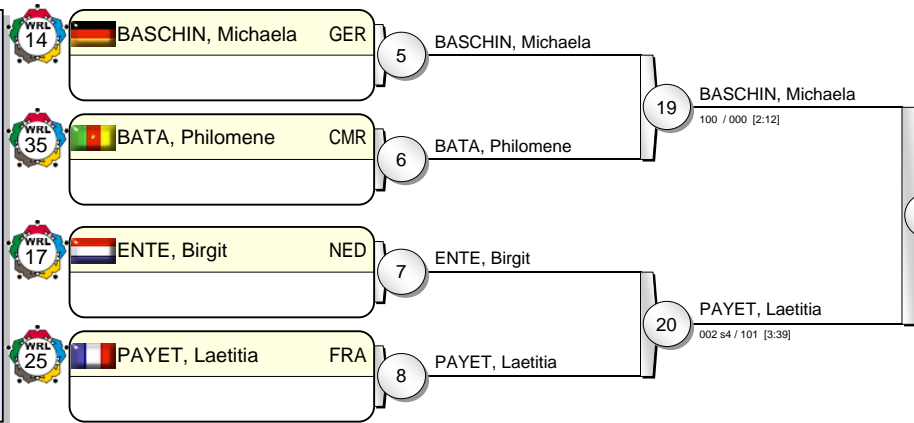 WRL
14
BASCHIN, Michaela GER
5
BASCHIN, Michaela
19
BASCHIN, Michaela
100 / 000 [2:12]
WRL
35
BATA, Philomene CMR
6
BATA, Philomene
WRL
17
ENTE, Birgit NED
7
ENTE, Birgit
20
PAYET, Laetitia
002 s4 / 101 [3:39]
WRL
25
PAYET, Laetitia FRA
8
PAYET, Laetitia